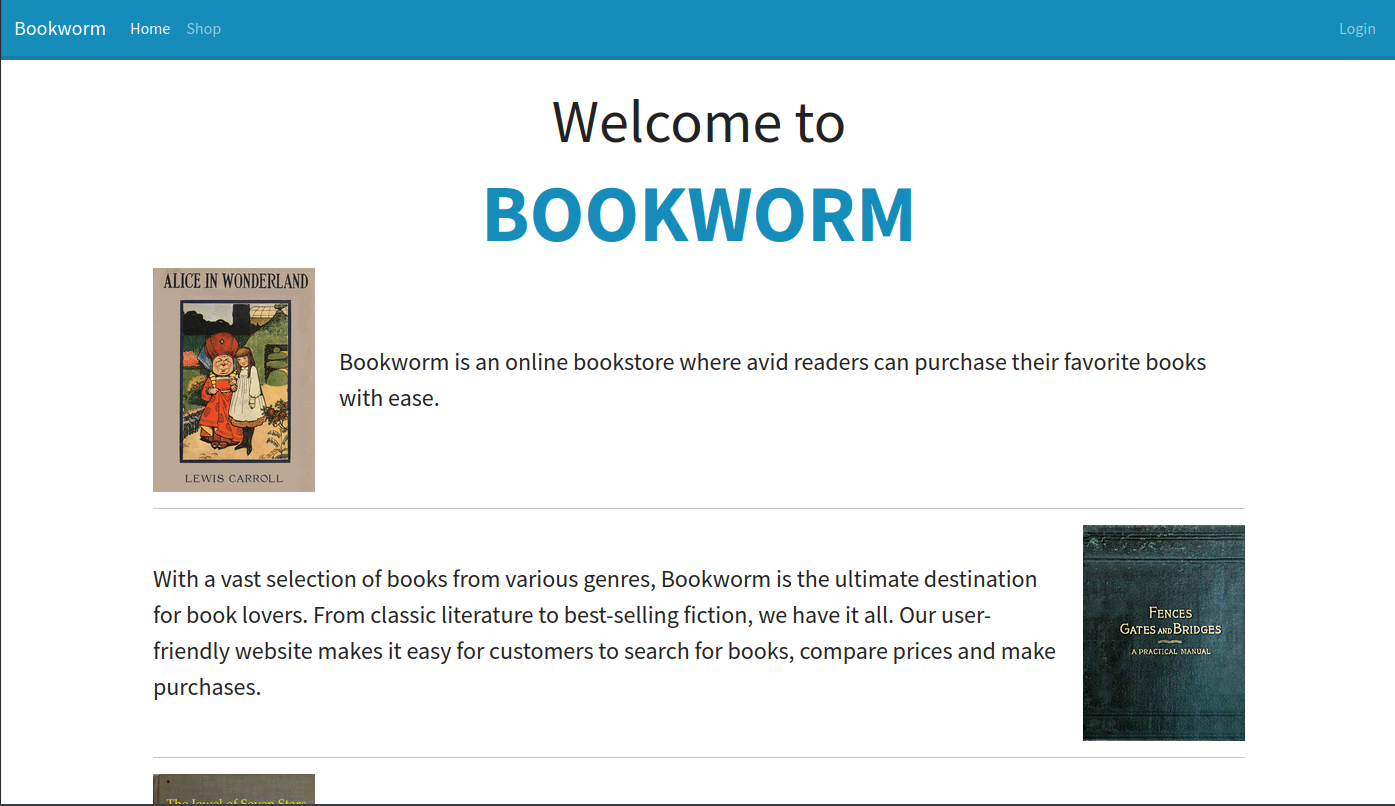 Bookworm Home Shop Login
Welcome to
BOOKWORM
ALICE IN WONDERLAND
LEWIS CARROLL
Bookworm is an online bookstore where avid readers can purchase their favorite books
with ease.
With a vast selection of books from various genres, Bookworm is the ultimate destination
for book lovers. From classic literature to best-selling fiction, we have it all. Our user-
friendly website makes it easy for customers to search for books, compare prices and make
purchases.
FENCES
GATES AND BRIDGES
A PRACTICAL MANUAL
The Jewel of Seven Stars